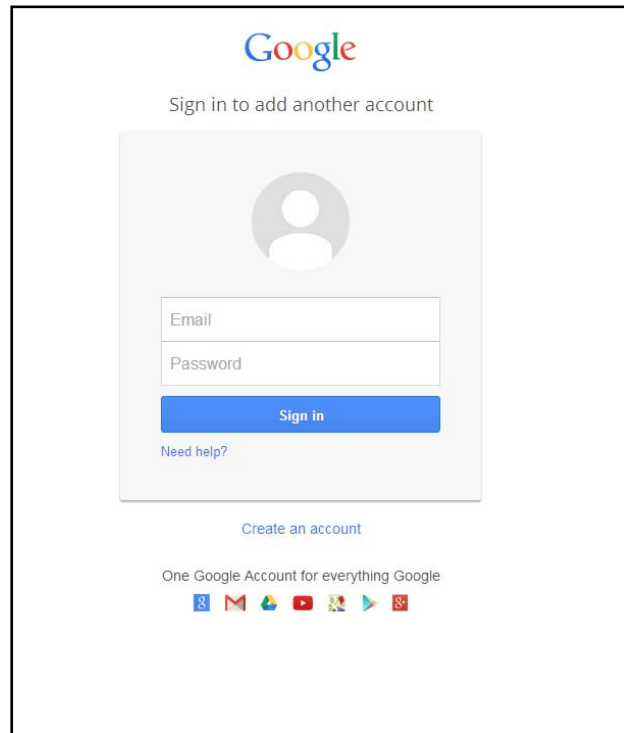 Google
Sign in to add another account
Email
Password
Sign in
Need help?
Create an account
One Google Account for everything Google